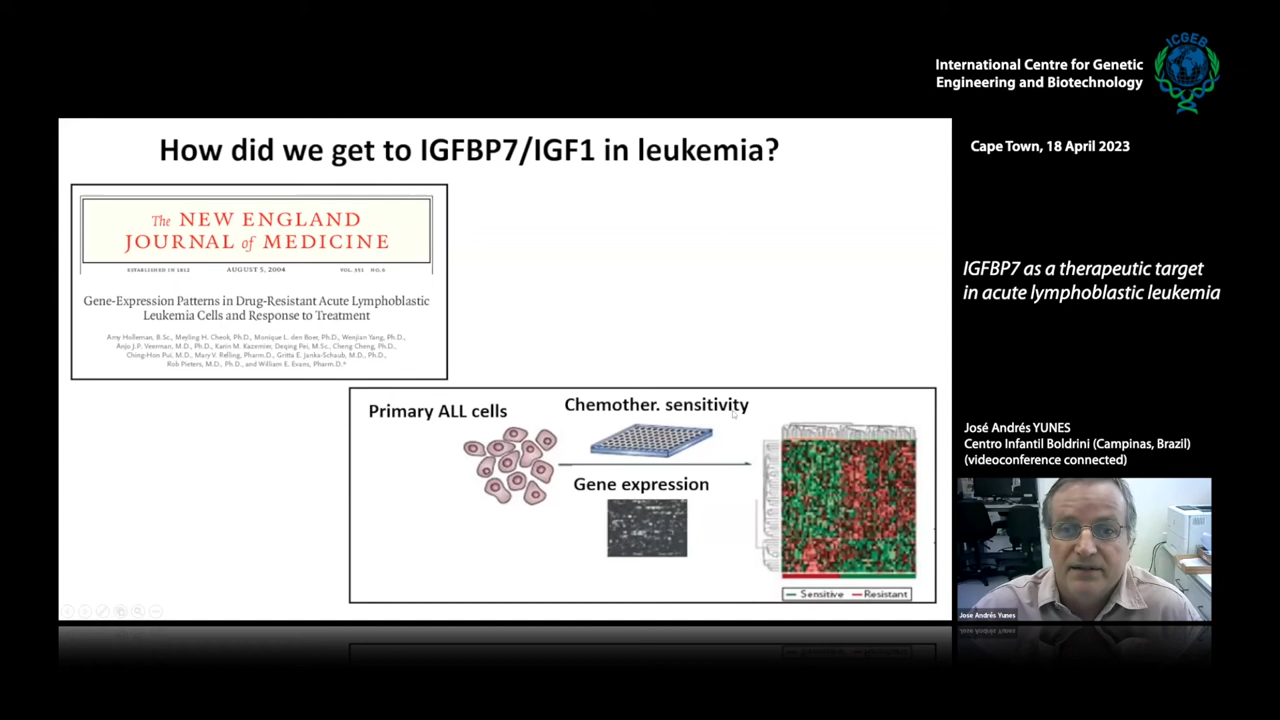 ICGEB
International Centre for Genetic
Engineering and Biotechnology
Cape Town, 18 April 2023
How did we get to IGFBP7/IGF1 in leukemia?
The NEW ENGLAND
JOURNAL of MEDICINE
ESTABLISHED IN 1812 AUGUST 5, 2004 VOL. 351 NO. 6
Gene-Expression Patterns in Drug-Resistant Acute Lymphoblastic
Leukemia Cells and Response to Treatment
Amy Holleman, B.Sc., Meyling H. Cheok, Ph.D., Monique L. den Boer, Ph.D., Wenjian Yang, Ph.D.,
Anjo J.P. Veerman, M.D., Ph.D., Karin M. Kazemier, Deqing Pei, M.Sc., Cheng Cheng, Ph.D.,
Ching-Hon Pui, M.D., Mary V. Relling, Pharm.D., Gritta E. Janka-Schaub, M.D., Ph.D.,
Rob Pieters, M.D., Ph.D., and William E. Evans, Pharm.D.*
Primary ALL cells
Chemother. sensitivity
Gene expression
Sensitive Resistant
IGFBP7 as a therapeutic target
in acute lymphoblastic leukemia
José Andrés YUNES
Centro Infantil Boldrini (Campinas, Brazil)
(videoconference connected)
Jose Andrés Yunes